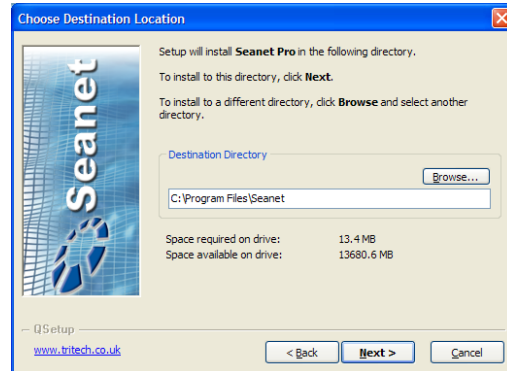 Choose Destination Location
Seanet
Setup will install Seanet Pro in the following directory.
To install to this directory, click Next.
To install to a different directory, click Browse and select another
directory.
Destination Directory
Browse...
C:\Program Files\Seanet
Space required on drive: 13.4 MB
Space available on drive: 13680.6 MB
QSetup
www.tritech.co.uk
< Back
Next >
Cancel